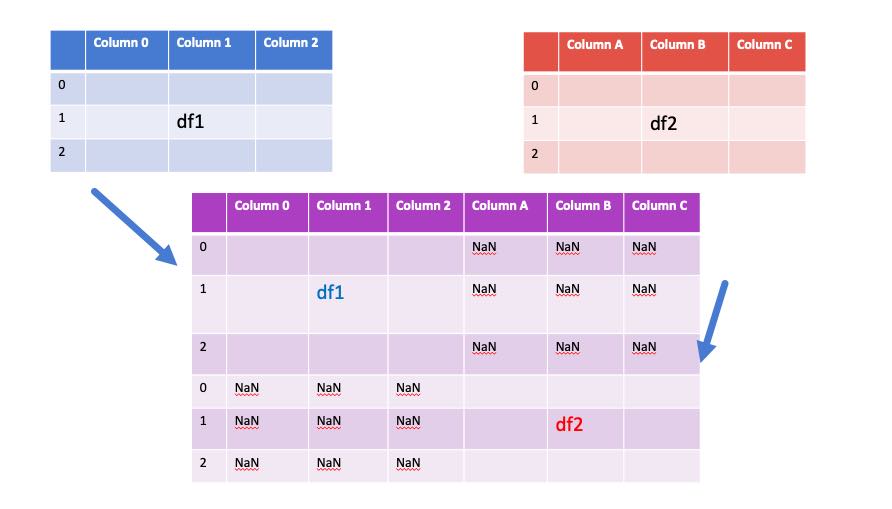 Column 0 Column 1 Column 2
0
1 df1
2
Column A Column B Column C
0
1 df2
2
Column 0 Column 1 Column 2 Column A Column B Column C
0 NaN NaN NaN
1 df1 NaN NaN NaN
2 NaN NaN NaN
0 NaN NaN NaN
1 NaN NaN NaN df2
2 NaN NaN NaN